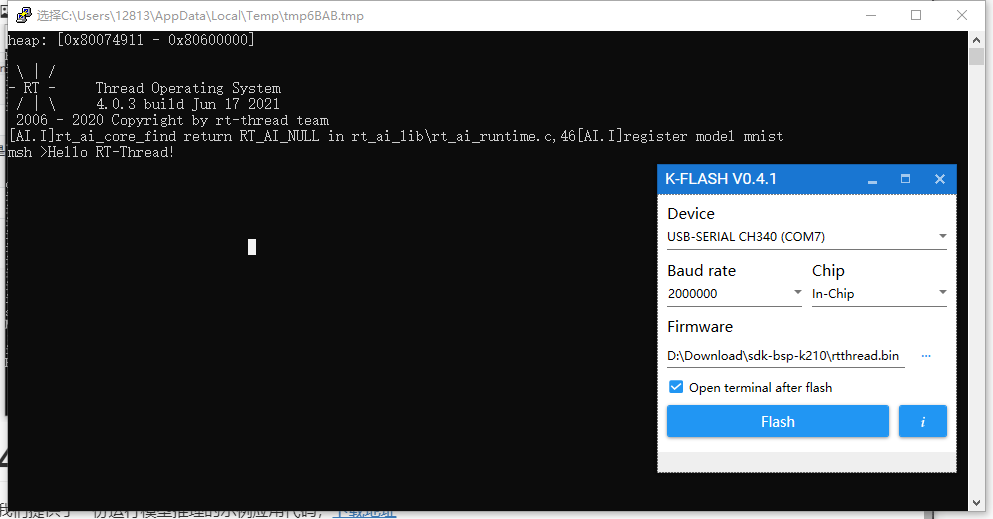 选择C:\Users\12813\AppData\Local\Temp\tmp6BAB.tmp
heap: [0x80074911 - 0x80600000]
\ | /
- RT -     Thread Operating System
/ | \     4.0.3 build Jun 17 2021
2006 - 2020 Copyright by rt-thread team
[AI.I]rt_ai_core_find return RT_AI_NULL in rt_ai_lib\rt_ai_runtime.c,46[AI.I]register model mnist
msh >Hello RT-Thread!
K-FLASH V0.4.1
Device
USB-SERIAL CH340 (COM7)
Baud rate
Chip
2000000
In-Chip
Firmware
D:\Download\sdk-bsp-k210\rtthread.bin
...
Open terminal after flash
Flash
i